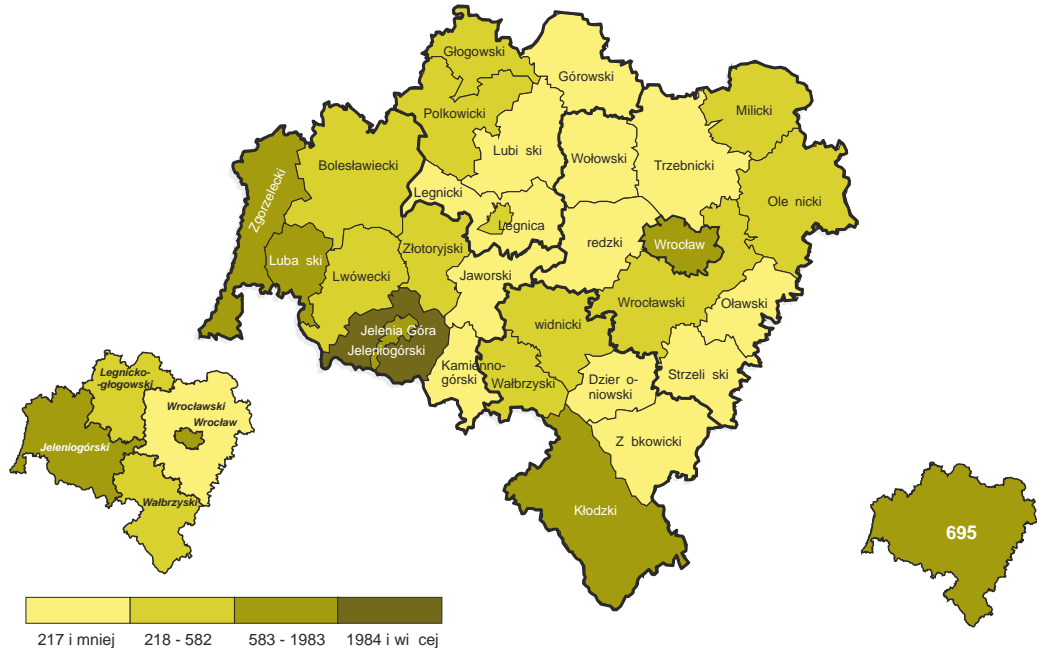 Głogowski
Górowski
Polkowicki
Milicki
Lubi ski
Wołowski
Trzebnicki
Bolesławiecki
Legnicki
Ole nicki
Zgorzelecki
Legnica
Złotoryjski
redzki
Wrocław
Luba ski
Lwówecki
Jaworski
Wrocławski
Oławski
Jelenia Góra
widnicki
Jeleniogórski
Kamienno-
górski
Wałbrzyski
Dzier o-
niowski
Strzeli ski
Z bkowicki
Kłodzki
Legnicko-
-głogowski
Wrocławski
Wrocław
Jeleniogórski
Wałbrzyski
695
217 i mniej
218 - 582
583 - 1983
1984 i wi cej